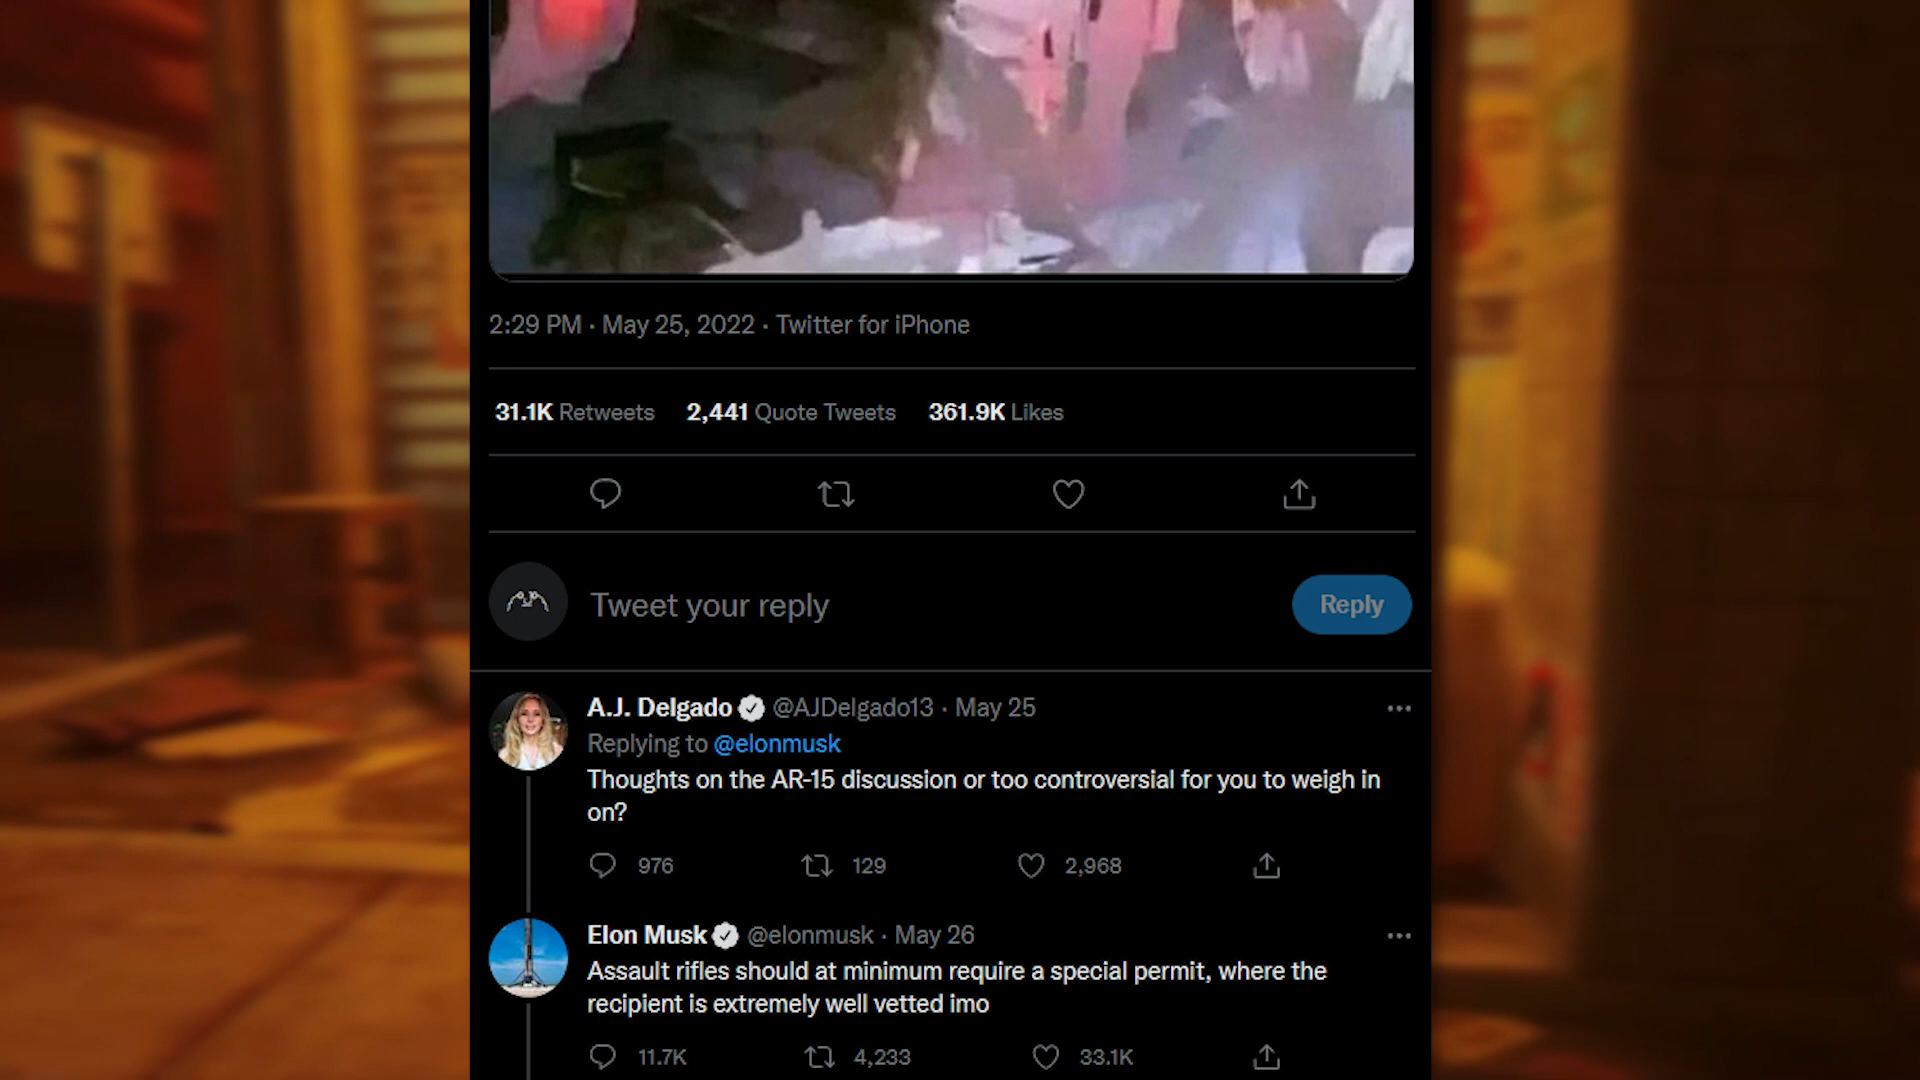 2:29 PM · May 25, 2022 · Twitter for iPhone
31.1K Retweets 2,441 Quote Tweets 361.9K Likes
Tweet your reply
Reply
A.J. Delgado @AJDelgado13 · May 25
Replying to @elonmusk
Thoughts on the AR-15 discussion or too controversial for you to weigh in
on?
976 129 2,968
Elon Musk @elonmusk · May 26
Assault rifles should at minimum require a special permit, where the
recipient is extremely well vetted imo
11.7K 4,233 33.1K